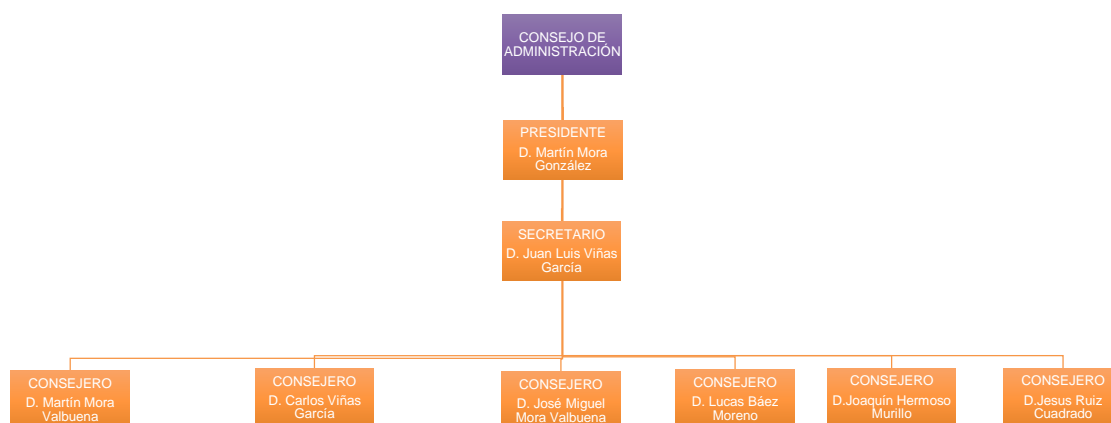 CONSEJO DE
ADMINISTRACIÓN
PRESIDENTE
D. Martín Mora
González
SECRETARIO
D. Juan Luis Viñas
García
CONSEJERO
D. Martín Mora
Valbuena
CONSEJERO
D. Carlos Viñas
García
CONSEJERO
D. José Miguel
Mora Valbuena
CONSEJERO
D. Lucas Báez
Moreno
CONSEJERO
D.Joaquín Hermoso
Murillo
CONSEJERO
D.Jesus Ruiz
Cuadrado